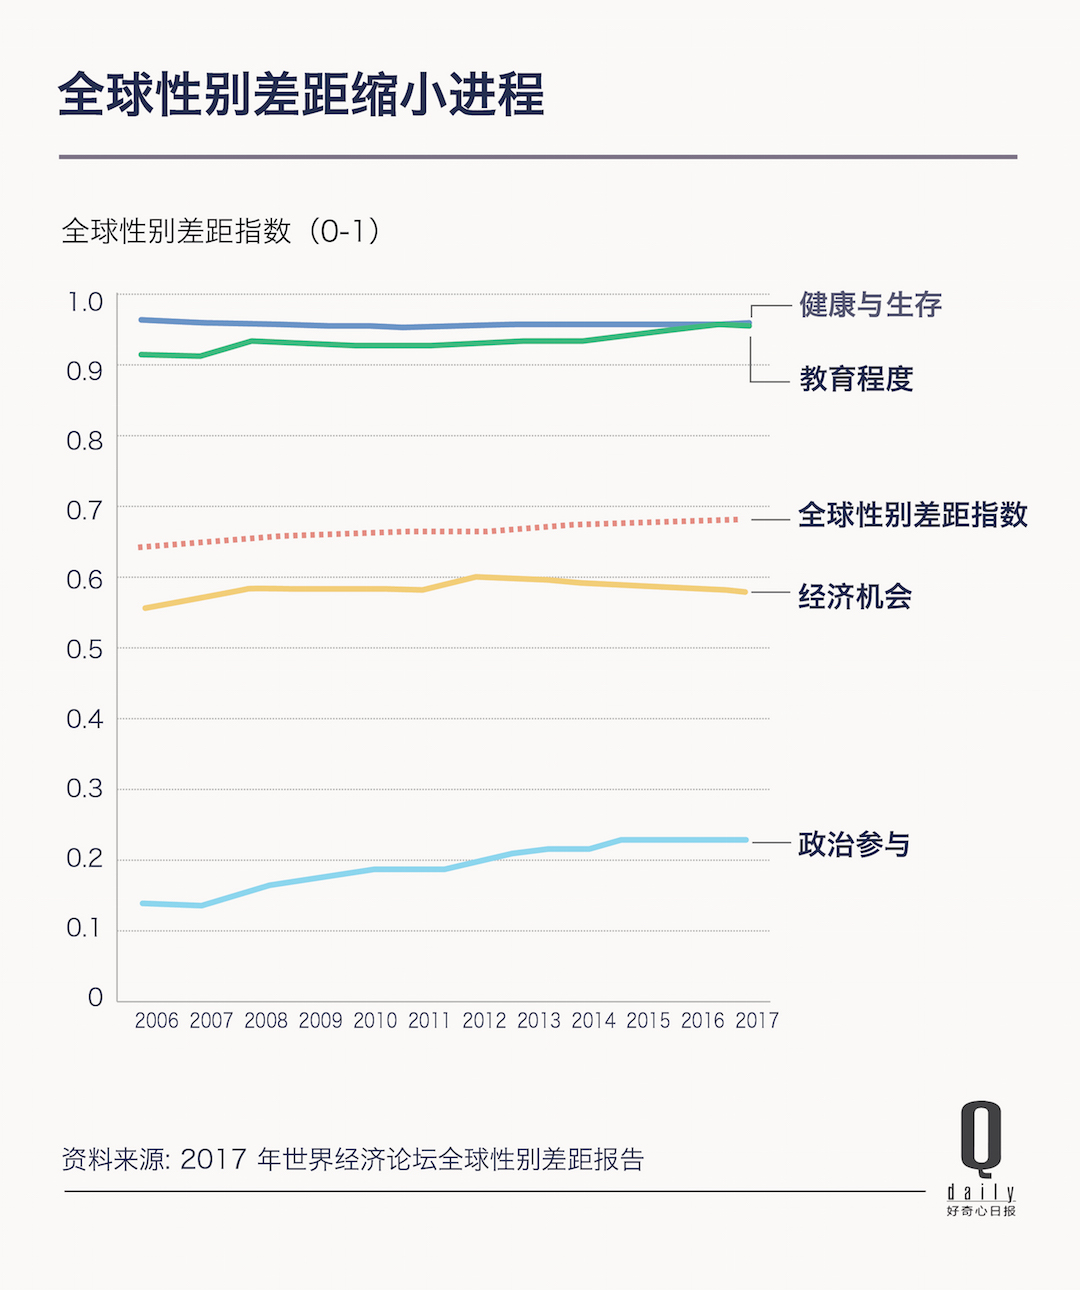 全球性别差距缩小进程
全球性别差距指数（0-1）
1.0
0.9
0.8
0.7
0.6
0.5
0.4
0.3
0.2
0.1
0
健康与生存
教育程度
全球性别差距指数
经济机会
政治参与
2006 2007 2008 2009 2010 2011 2012 2013 2014 2015 2016 2017
资料来源: 2017 年世界经济论坛全球性别差距报告
Q
daily
好奇心日报